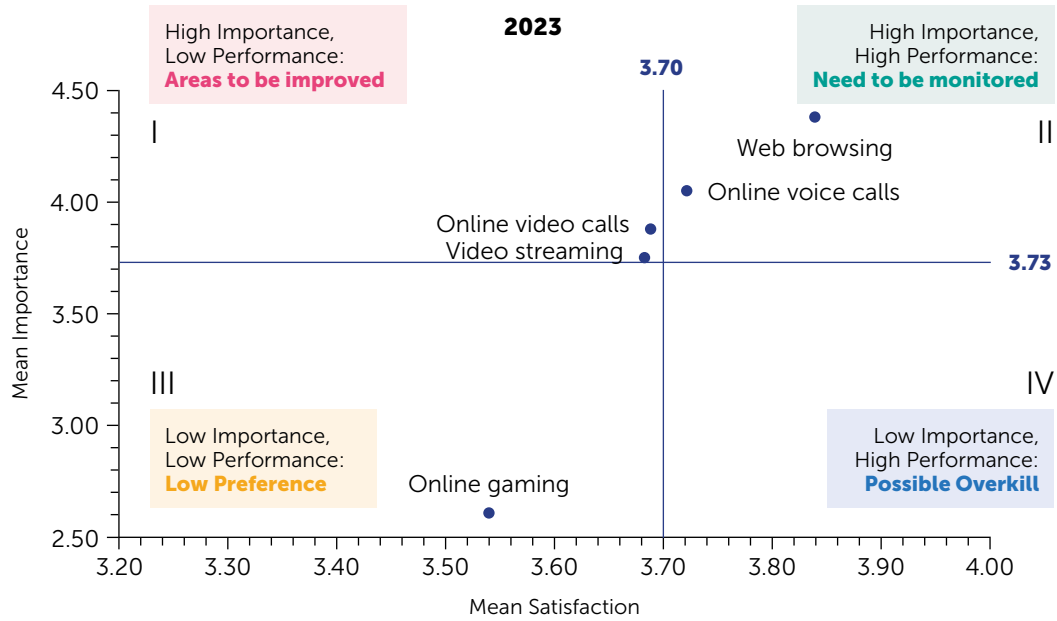 2023
High Importance,
Low Performance:
Areas to be improved
High Importance,
High Performance:
Need to be monitored
3.70
4.50
I
II
Web browsing
4.00
Online voice calls
Online video calls
Video streaming
3.73
3.50
Mean Importance
III
IV
3.00
Low Importance,
Low Performance:
Low Preference
Low Importance,
High Performance:
Possible Overkill
Online gaming
2.50
3.20 3.30 3.40 3.50 3.60 3.70 3.80 3.90 4.00
Mean Satisfaction